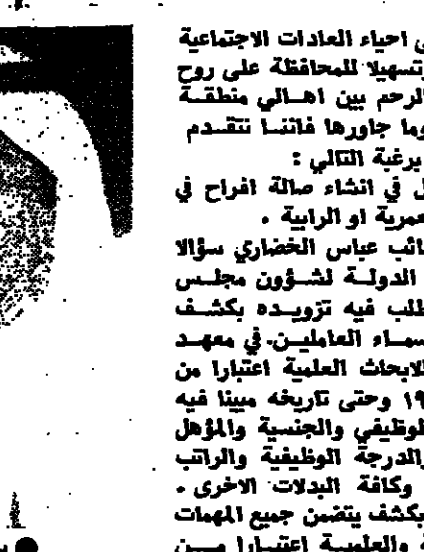 احياء العادات الاجتماعية
وتسهيلا للمحافظة على روح
الرحم بين اهالي منطقة
وما جاورها فاننا نتقدم
برغبة التالي :
في انشاء صالة افراح في
العمرية او الرابية .
النائب عباس الخضاري سؤالا
الدولة لشؤون مجلس
طلب فيه تزويده بكشف
اسماء العاملين في معهد
الابحاث العلمية اعتبارا من
وحتى تاريخه مبينا فيه
الوظيفي والجنسية والمؤهل
والدرجة الوظيفية والراتب
وكافة البدلات الاخرى .
بكشف يتضمن جميع المهمات
والعلمية اعتبارا من